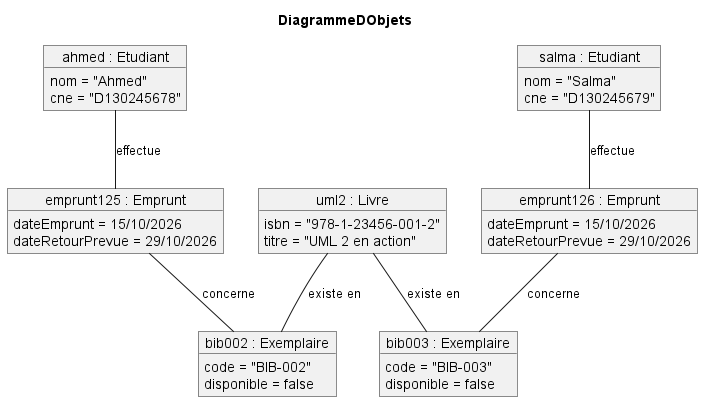 DiagrammeDObjets
ahmed : Etudiant
nom = "Ahmed"
cne = "D130245678"
salma : Etudiant
nom = "Salma"
cne = "D130245679"
effectue
effectue
emprunt125 : Emprunt
dateEmprunt = 15/10/2026
dateRetourPrevue = 29/10/2026
uml2 : Livre
isbn = "978-1-23456-001-2"
titre = "UML 2 en action"
emprunt126 : Emprunt
dateEmprunt = 15/10/2026
dateRetourPrevue = 29/10/2026
concerne
existe en
existe en
concerne
bib002 : Exemplaire
code = "BIB-002"
disponible = false
bib003 : Exemplaire
code = "BIB-003"
disponible = false